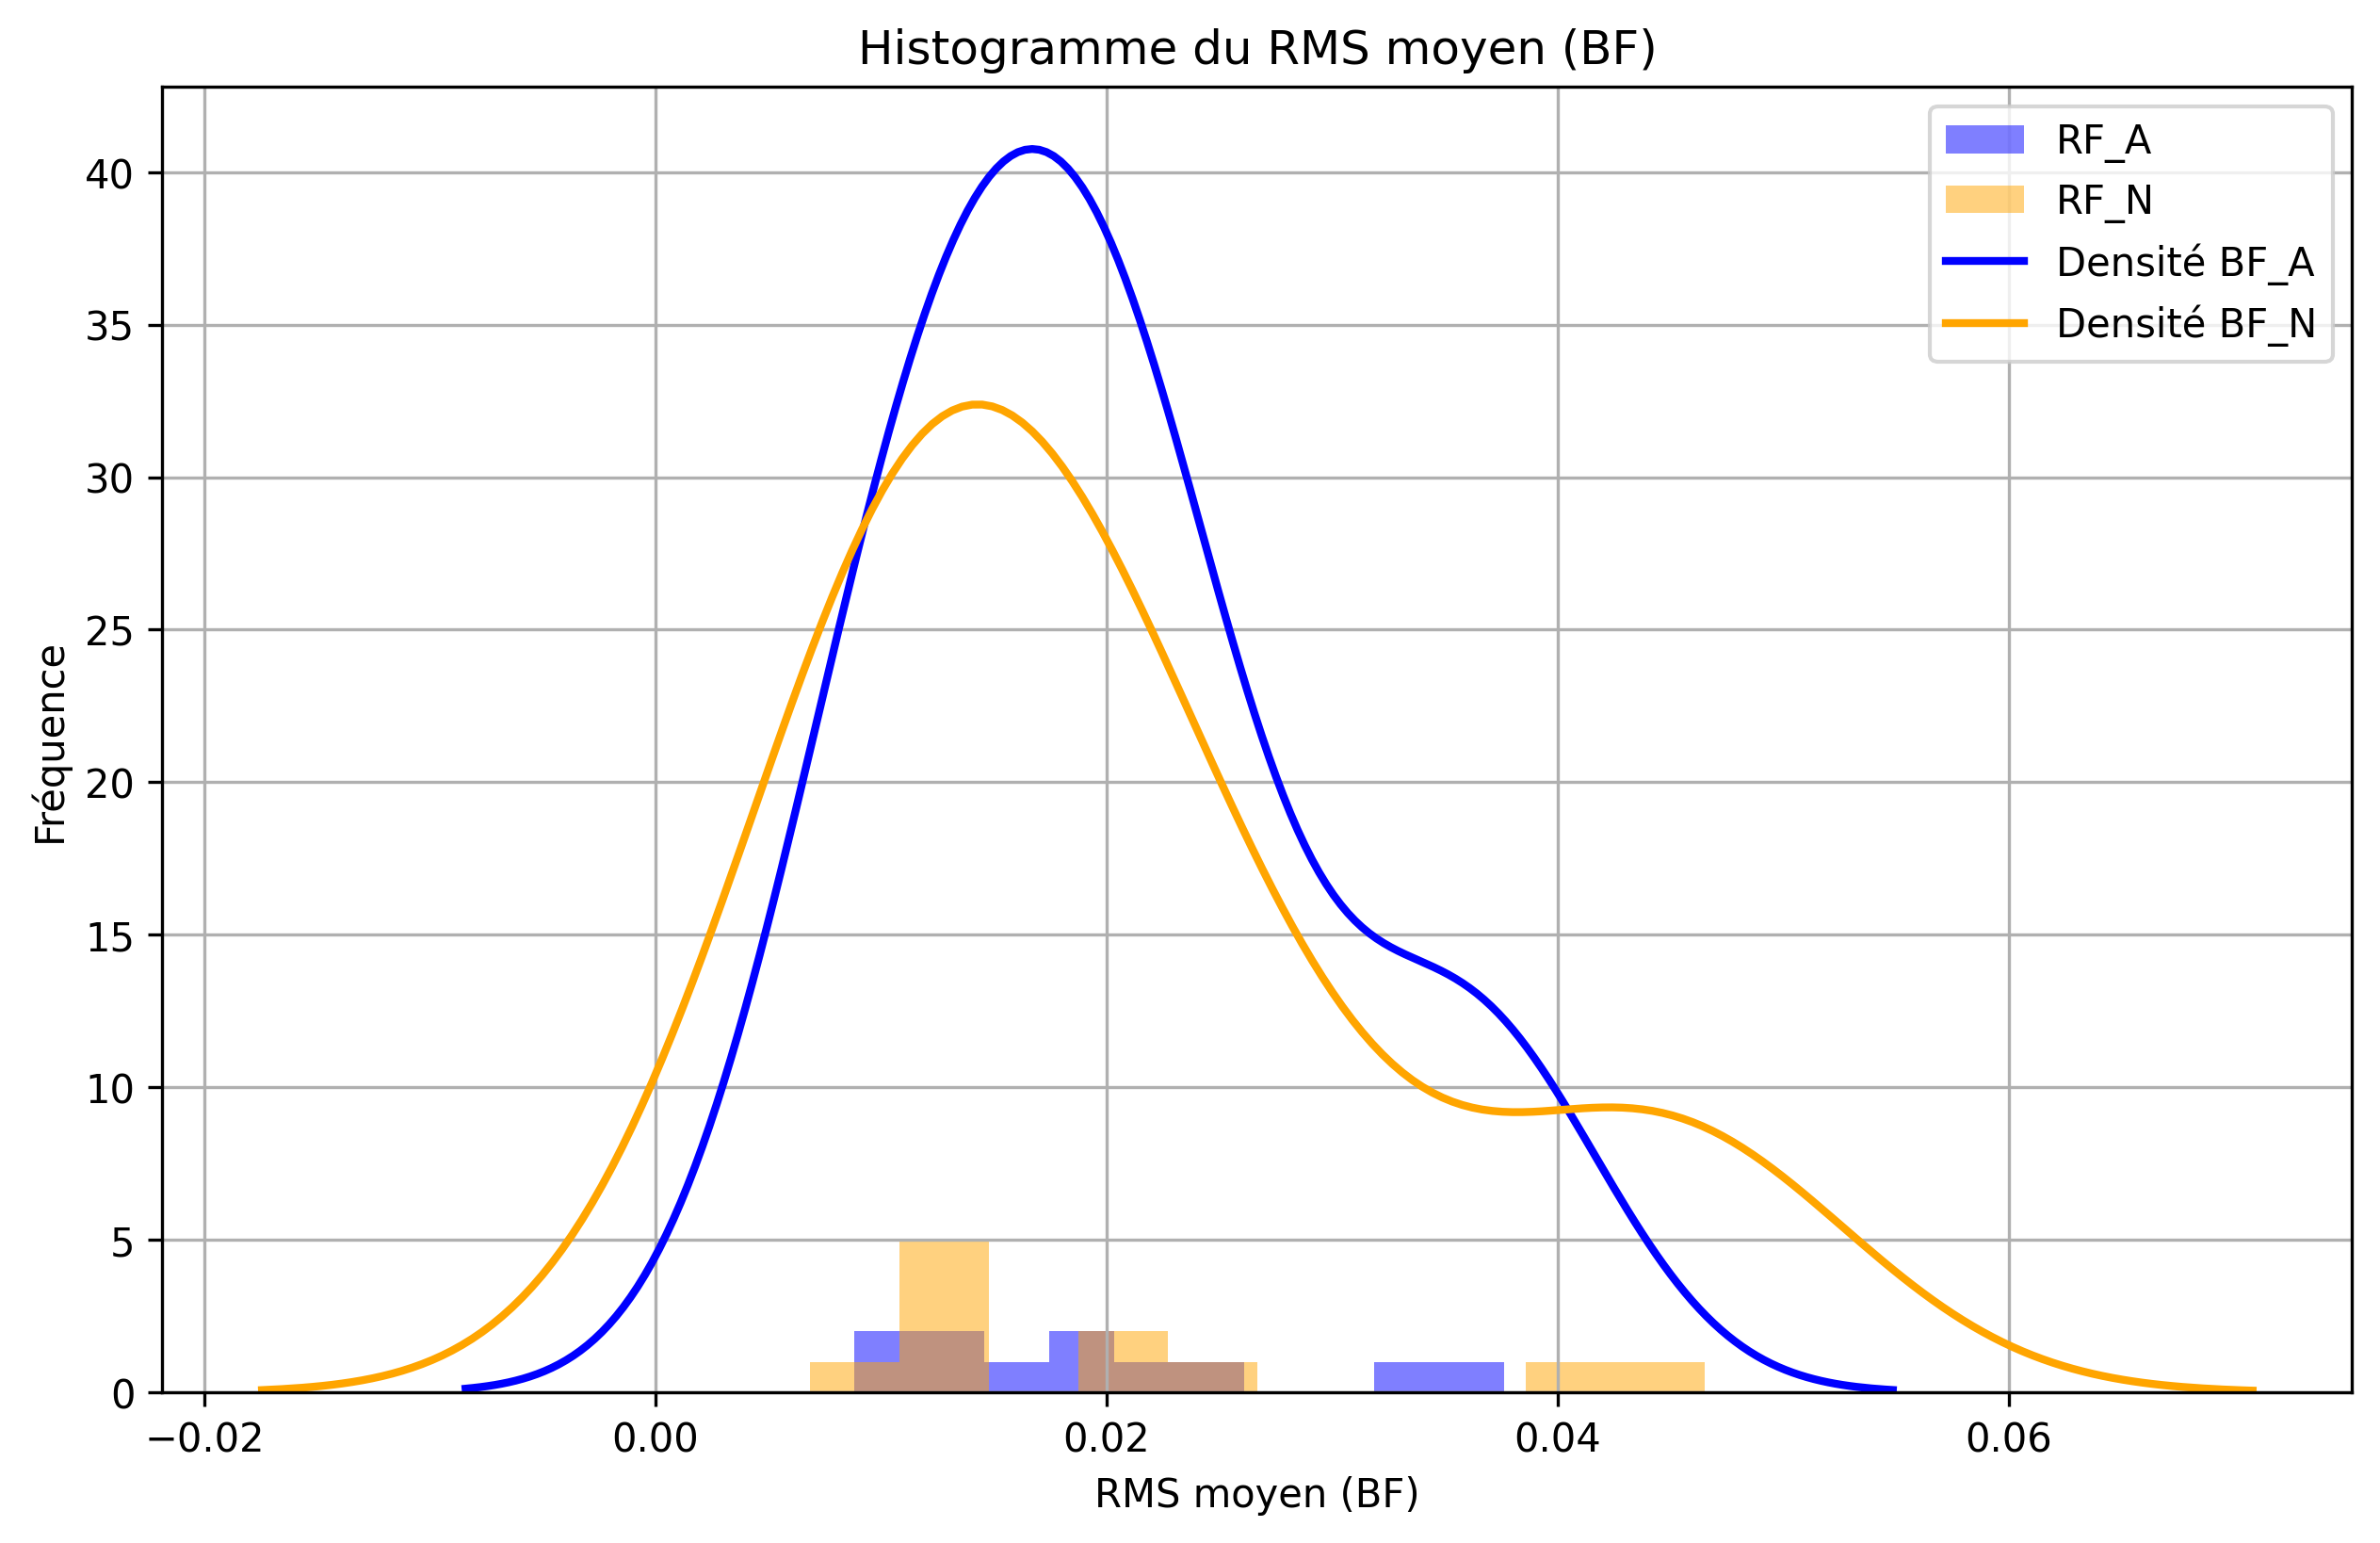 Histogramme du RMS moyen (BF)
RF_A
RF_N
Densité BF_A
Densité BF_N
Fréquence
40
35
30
25
20
15
10
5
0
−0.02 0.00 0.02 0.04 0.06
RMS moyen (BF)